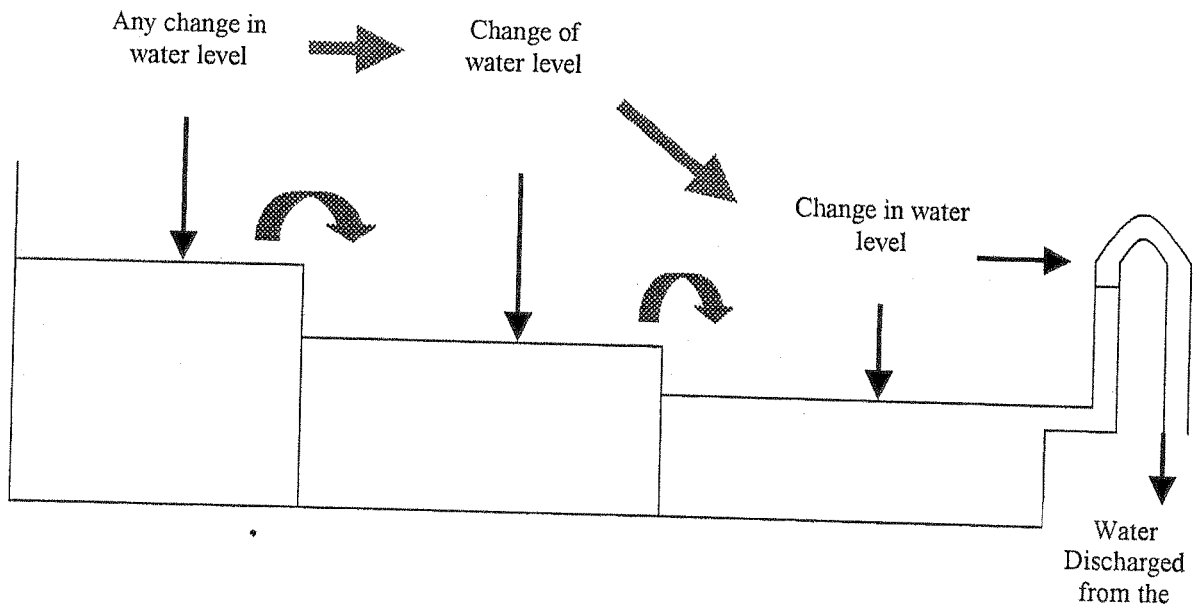 Any change in
water level
Change of
water level
Change in water
level
Water
Discharged
from the